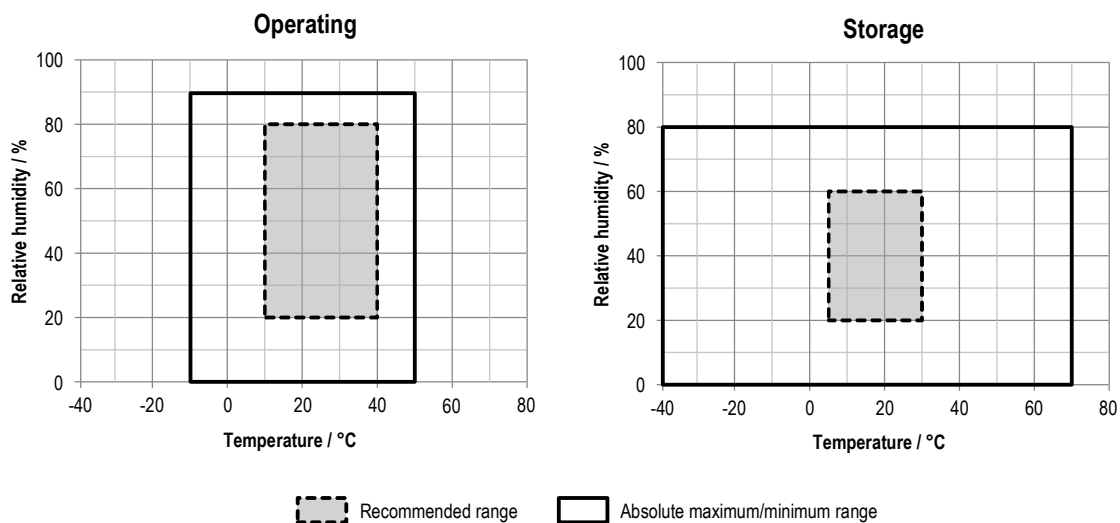 Operating
100
80
60
40
20
0
Relative humidity / %
-40 -20 0 20 40 60 80
Temperature / °C
Storage
100
80
60
40
20
0
Relative humidity / %
-40 -20 0 20 40 60 80
Temperature / °C
Recommended range
Absolute maximum/minimum range